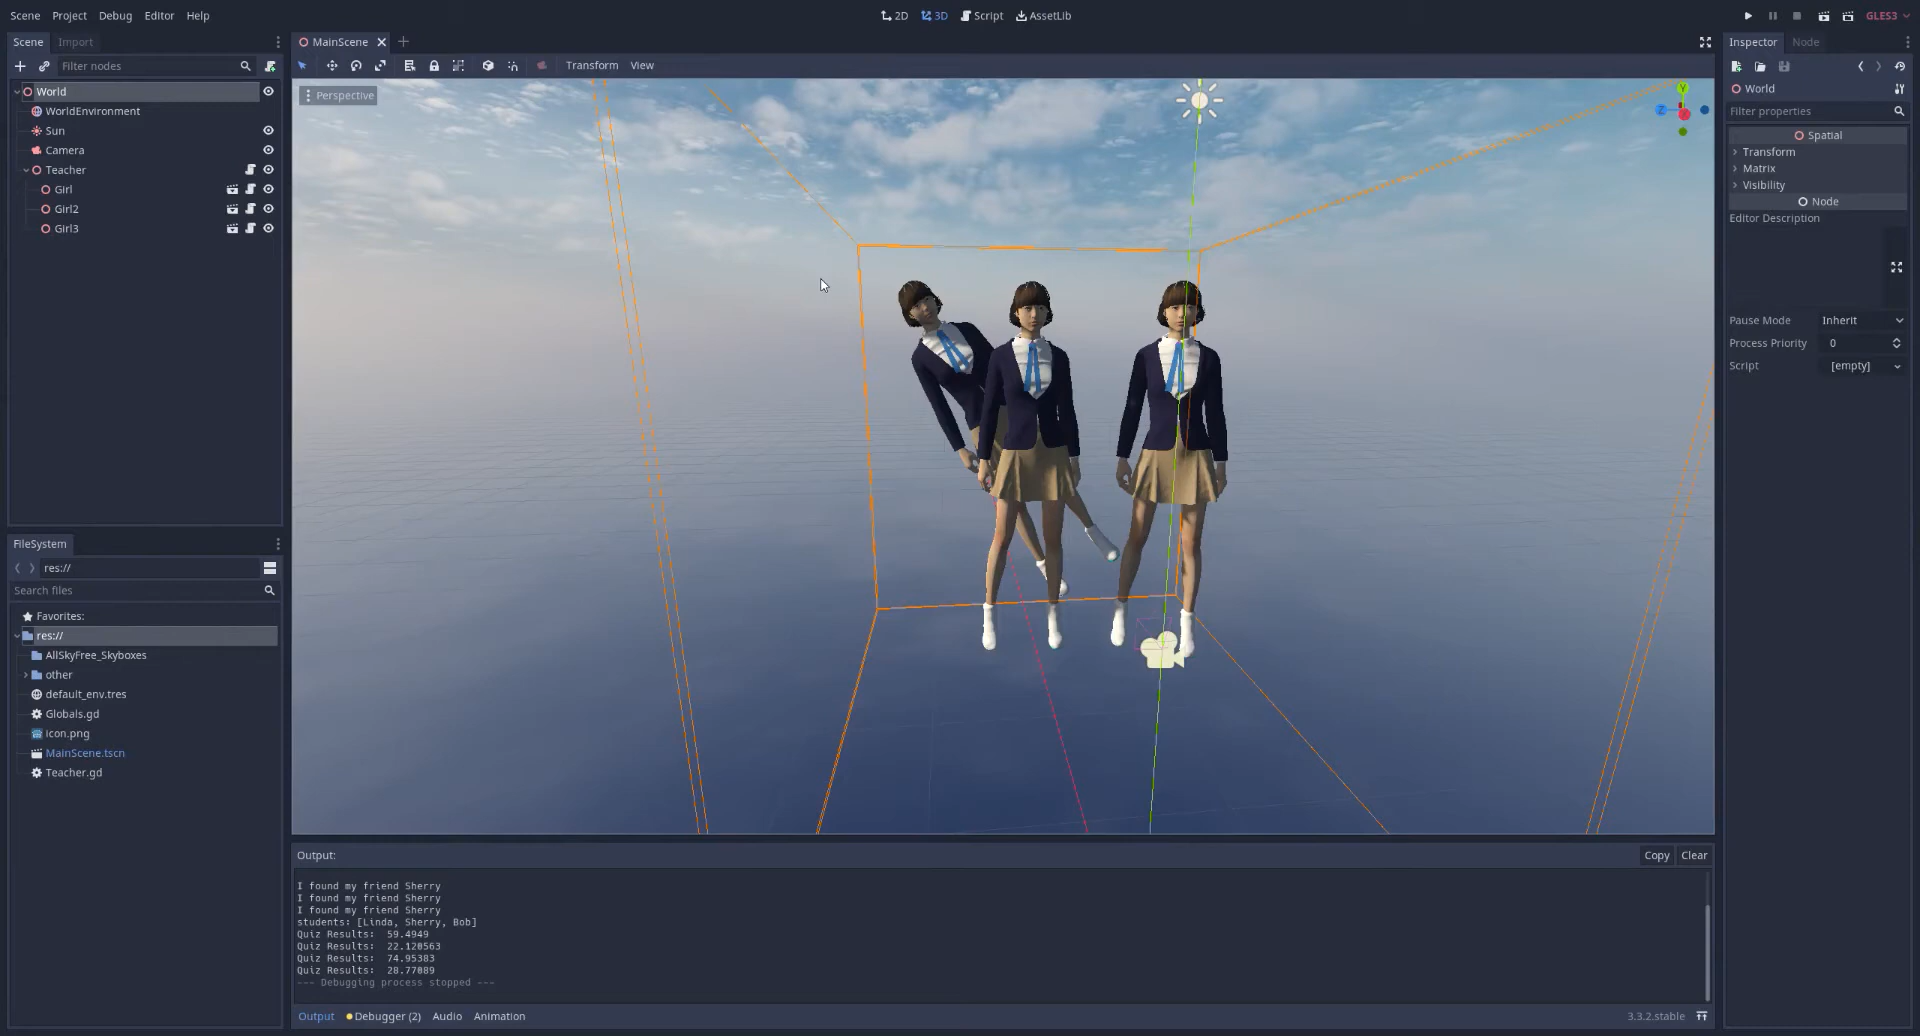 Scene Project Debug Editor Help
2D 3D Script AssetLib
GLES3
Scene Import
MainScene
Inspector Node
Filter nodes
Transform View
World
WorldEnvironment
Sun
Camera
Teacher
Girl
Girl2
Girl3
Perspective
Y
Z
World
Filter properties
Spatial
Transform
Matrix
Visibility
Node
Editor Description
Pause Mode Inherit
Process Priority 0
Script [empty]
FileSystem
res://
Search files
Favorites:
res://
AllSkyFree_Skyboxes
other
default_env.tres
Globals.gd
icon.png
MainScene.tscn
Teacher.gd
Output:
Copy Clear
I found my friend Sherry
I found my friend Sherry
I found my friend Sherry
students: [Linda, Sherry, Bob]
Quiz Results: 59.4949
Quiz Results: 22.120563
Quiz Results: 74.95383
Quiz Results: 28.77089
--- Debugging process stopped ---
Output Debugger (2) Audio Animation
3.3.2.stable